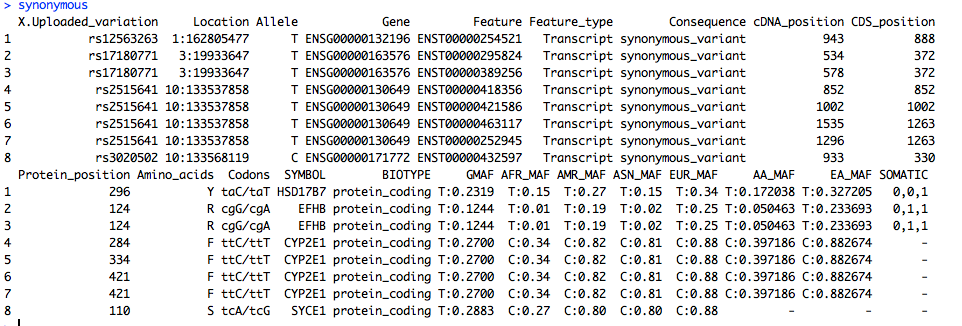 > synonymous
X.Uploaded_variation Location Allele Gene Feature Feature_type Consequence cDNA_position CDS_position
1 rs12563263 1:162805477 T ENSG00000132196 ENST00000254521 Transcript synonymous_variant 943 888
2 rs17180771 3:19933647 T ENSG00000163576 ENST00000295824 Transcript synonymous_variant 534 372
3 rs17180771 3:19933647 T ENSG00000163576 ENST00000389256 Transcript synonymous_variant 578 372
4 rs2515641 10:133537858 T ENSG00000130649 ENST00000418356 Transcript synonymous_variant 852 852
5 rs2515641 10:133537858 T ENSG00000130649 ENST00000421586 Transcript synonymous_variant 1002 1002
6 rs2515641 10:133537858 T ENSG00000130649 ENST00000463117 Transcript synonymous_variant 1535 1263
7 rs2515641 10:133537858 T ENSG00000130649 ENST00000252945 Transcript synonymous_variant 1296 1263
8 rs3020502 10:133568119 C ENSG00000171772 ENST00000432597 Transcript synonymous_variant 933 330
Protein_position Amino_acids Codons SYMBOL BIOTYPE GMAF AFR_MAF AMR_MAF ASN_MAF EUR_MAF AA_MAF EA_MAF SOMATIC
1 296 Y taC/taT HSD17B7 protein_coding T:0.2319 T:0.15 T:0.27 T:0.15 T:0.34 T:0.172038 T:0.327205 0,0,1
2 124 R cgG/cgA EFHB protein_coding T:0.1244 T:0.01 T:0.19 T:0.02 T:0.25 T:0.050463 T:0.233693 0,1,1
3 124 R cgG/cgA EFHB protein_coding T:0.1244 T:0.01 T:0.19 T:0.02 T:0.25 T:0.050463 T:0.233693 0,1,1
4 284 F ttC/ttT CYP2E1 protein_coding T:0.2700 C:0.34 C:0.82 C:0.81 C:0.88 C:0.397186 C:0.882674 -
5 334 F ttC/ttT CYP2E1 protein_coding T:0.2700 C:0.34 C:0.82 C:0.81 C:0.88 C:0.397186 C:0.882674 -
6 421 F ttC/ttT CYP2E1 protein_coding T:0.2700 C:0.34 C:0.82 C:0.81 C:0.88 C:0.397186 C:0.882674 -
7 421 F ttC/ttT CYP2E1 protein_coding T:0.2700 C:0.34 C:0.82 C:0.81 C:0.88 C:0.397186 C:0.882674 -
8 110 S tcA/tcG SYCE1 protein_coding T:0.2883 C:0.27 C:0.80 C:0.80 C:0.88 - - -